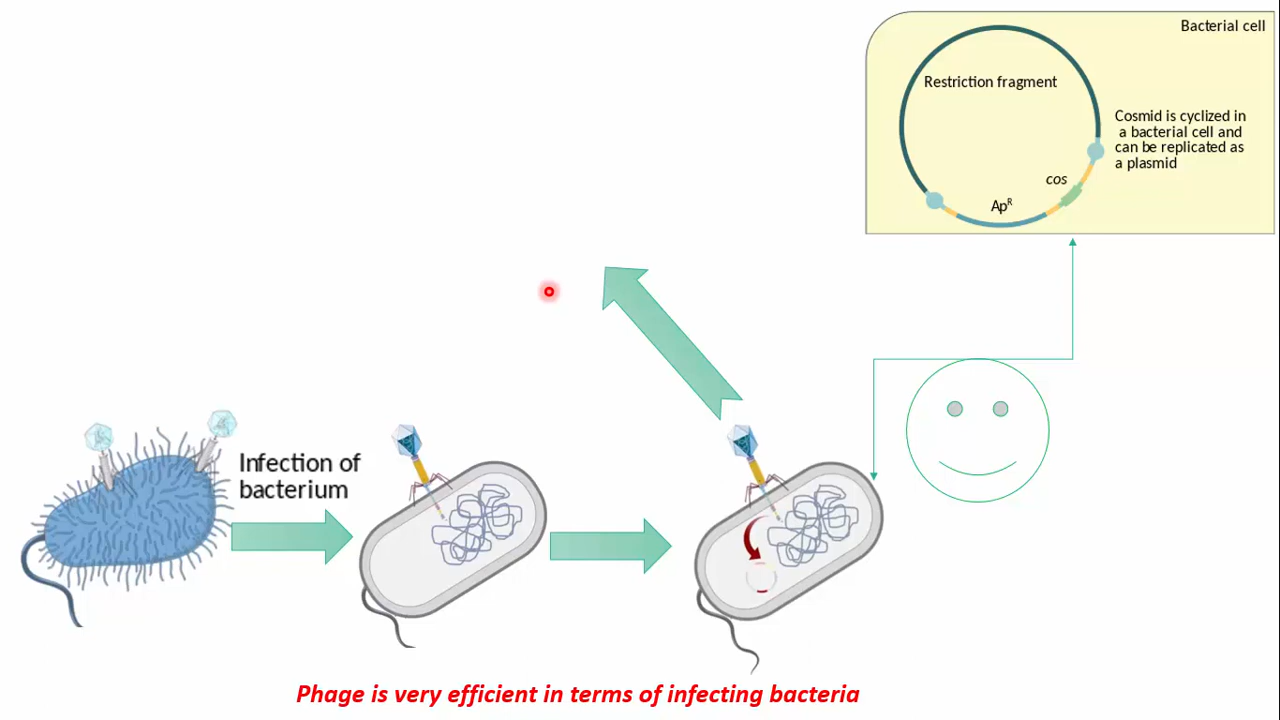 Bacterial cell
Restriction fragment
Cosmid is cyclized in
a bacterial cell and
can be replicated as
a plasmid
cos
ApR
Infection of
bacterium
Phage is very efficient in terms of infecting bacteria